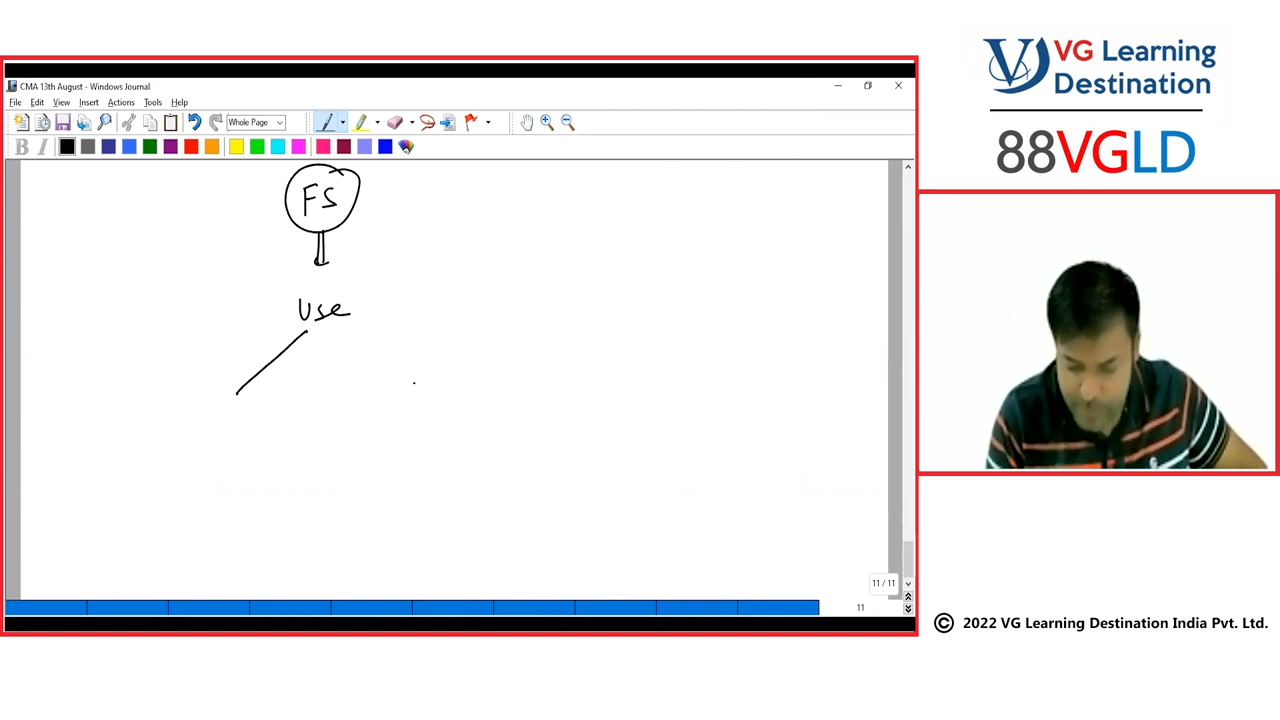 CMA 13th August - Windows Journal
File Edit View Insert Actions Tools Help
Whole Page
B I
FS
Use
11 / 11
11
VG Learning
Destination
88VGLD
© 2022 VG Learning Destination India Pvt. Ltd.